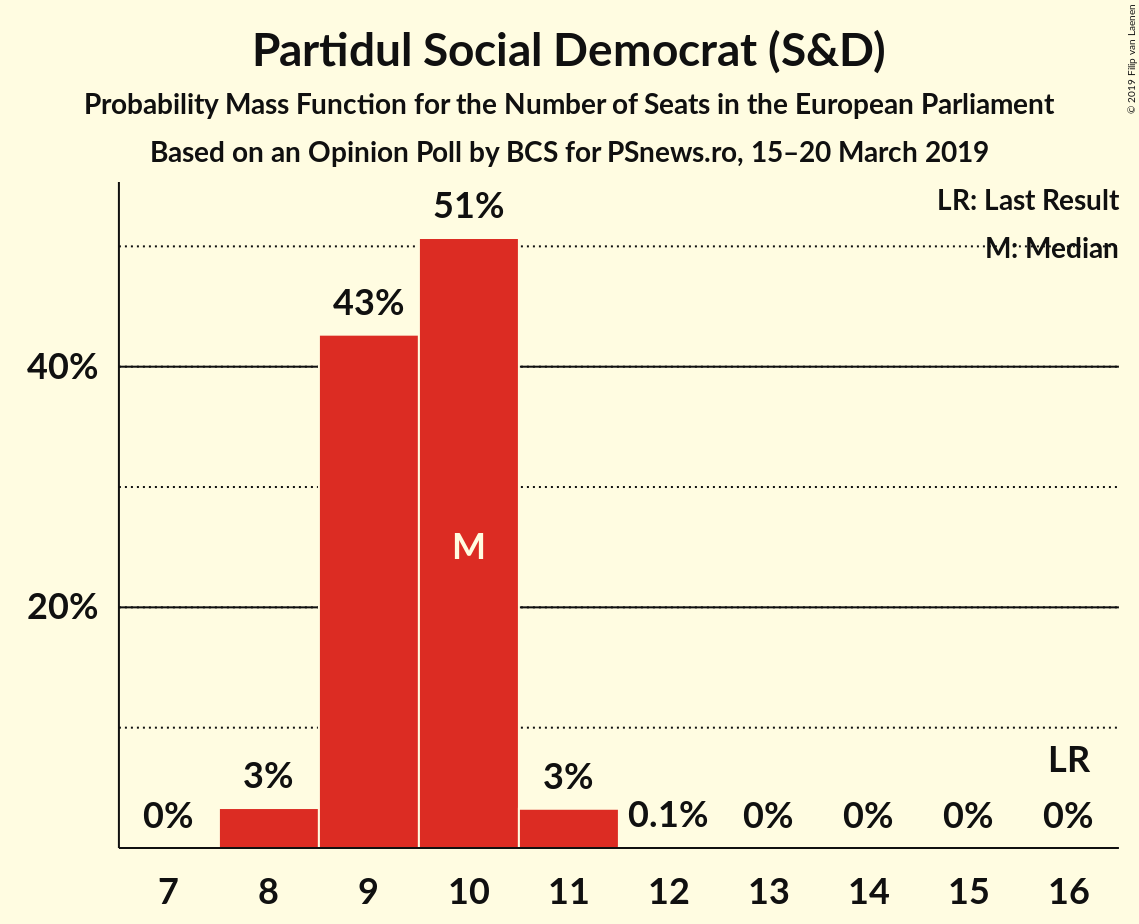 Partidul Social Democrat (S&D)
Probability Mass Function for the Number of Seats in the European Parliament
Based on an Opinion Poll by BCS for PSnews.ro, 15–20 March 2019
© 2019 Filip van Laenen
LR: Last Result
M: Median
51%
43%
40%
M
20%
3%
3%
LR
0%
0.1%
0%
0%
0%
0%
7
8
9
10
11
12
13
14
15
16